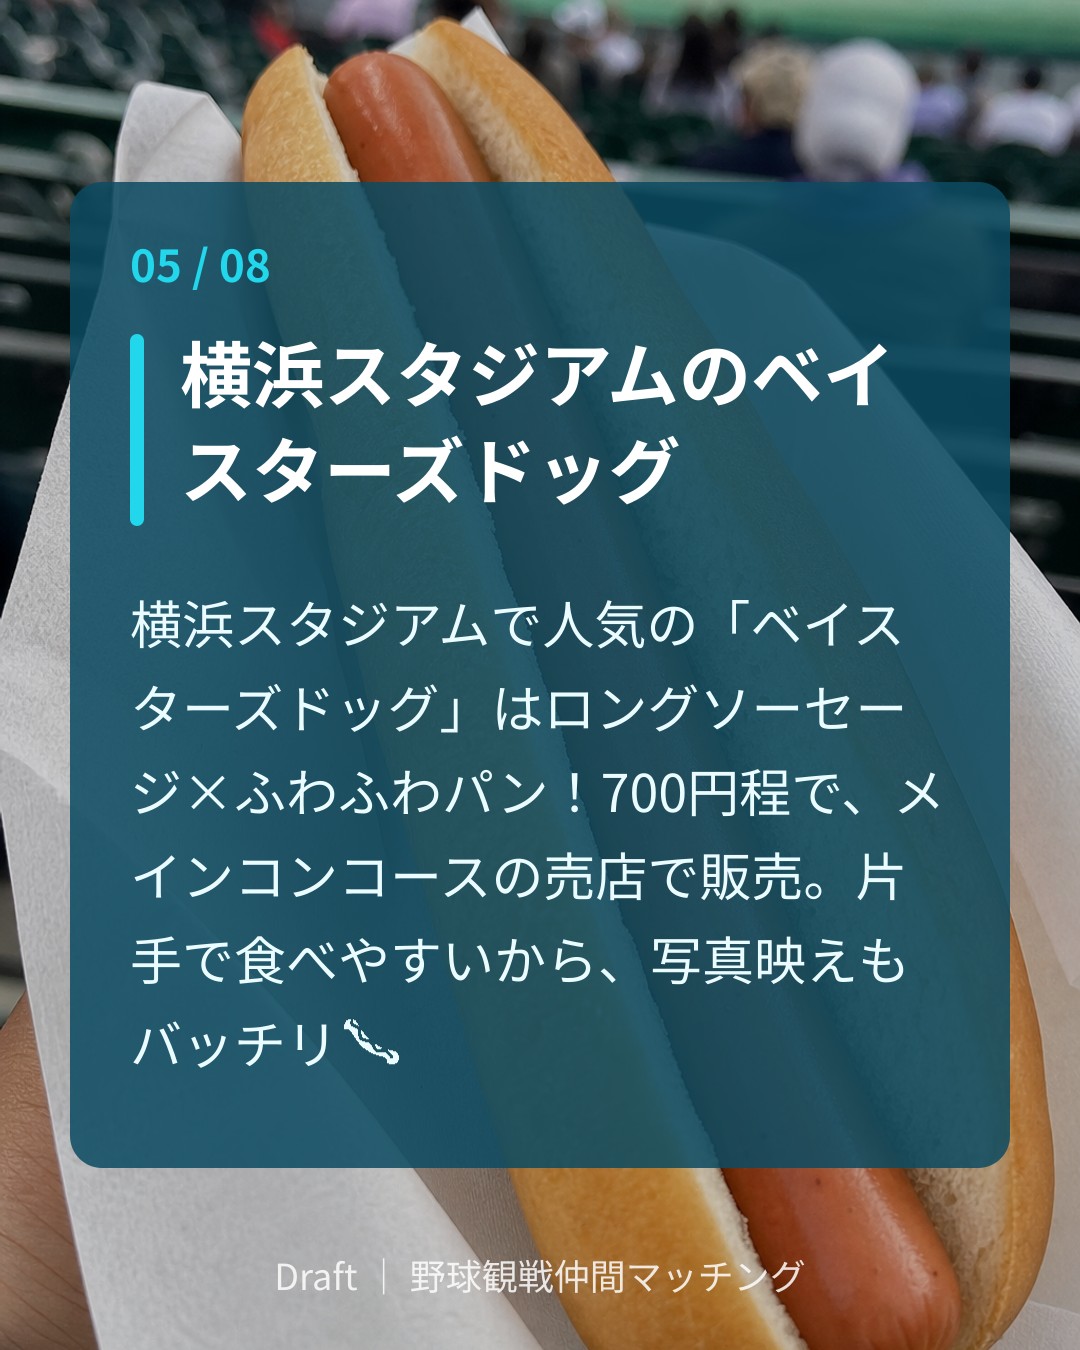 05 / 08
横浜スタジアムのベイ
スターズドッグ
横浜スタジアムで人気の「ベイス
ターズドッグ」はロングソーセー
ジ×ふわふわパン！700円程で、メ
インコンコースの売店で販売。片
手で食べやすいから、写真映えも
バッチリ🌭
Draft ｜ 野球観戦仲間マッチング